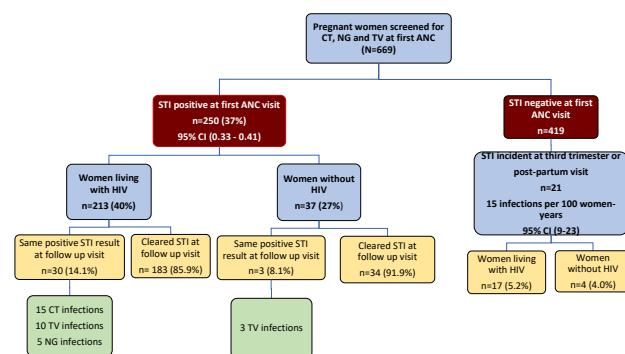 Pregnant women screened for
CT, NG and TV at first ANC
(N=669)
STI positive at first ANC visit
n=250 (37%)
95% CI (0.33 - 0.41)
STI negative at first
ANC visit
n=419
Women living
with HIV
n=213 (40%)
Women without
HIV
n=37 (27%)
STI incident at third trimester or
post-partum visit
n=21
15 infections per 100 women-
years
95% CI (9-23)
Same positive STI result
at follow up visit
n=30 (14.1%)
Cleared STI at
follow up visit
n= 183 (85.9%)
Same positive STI
result at follow up visit
n=3 (8.1%)
Cleared STI at
follow up visit
n=34 (91.9%)
Women living
with HIV
n=17 (5.2%)
Women
without HIV
n=4 (4.0%)
15 CT infections
10 TV infections
5 NG infections
3 TV infections